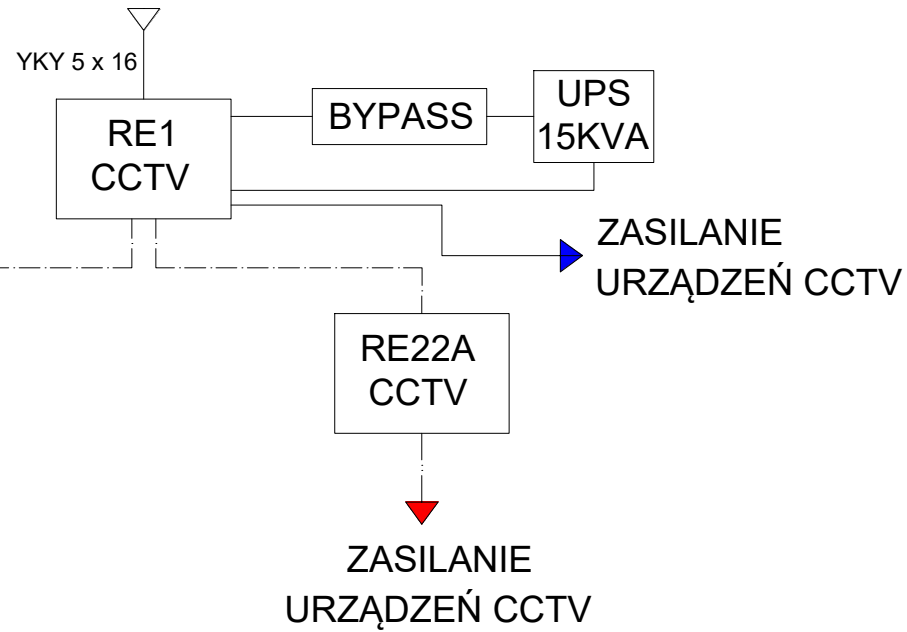 YKY 5 x 16
RE1
CCTV
BYPASS
UPS
15KVA
ZASILANIE
URZĄDZEŃ CCTV
RE22A
CCTV
ZASILANIE
URZĄDZEŃ CCTV